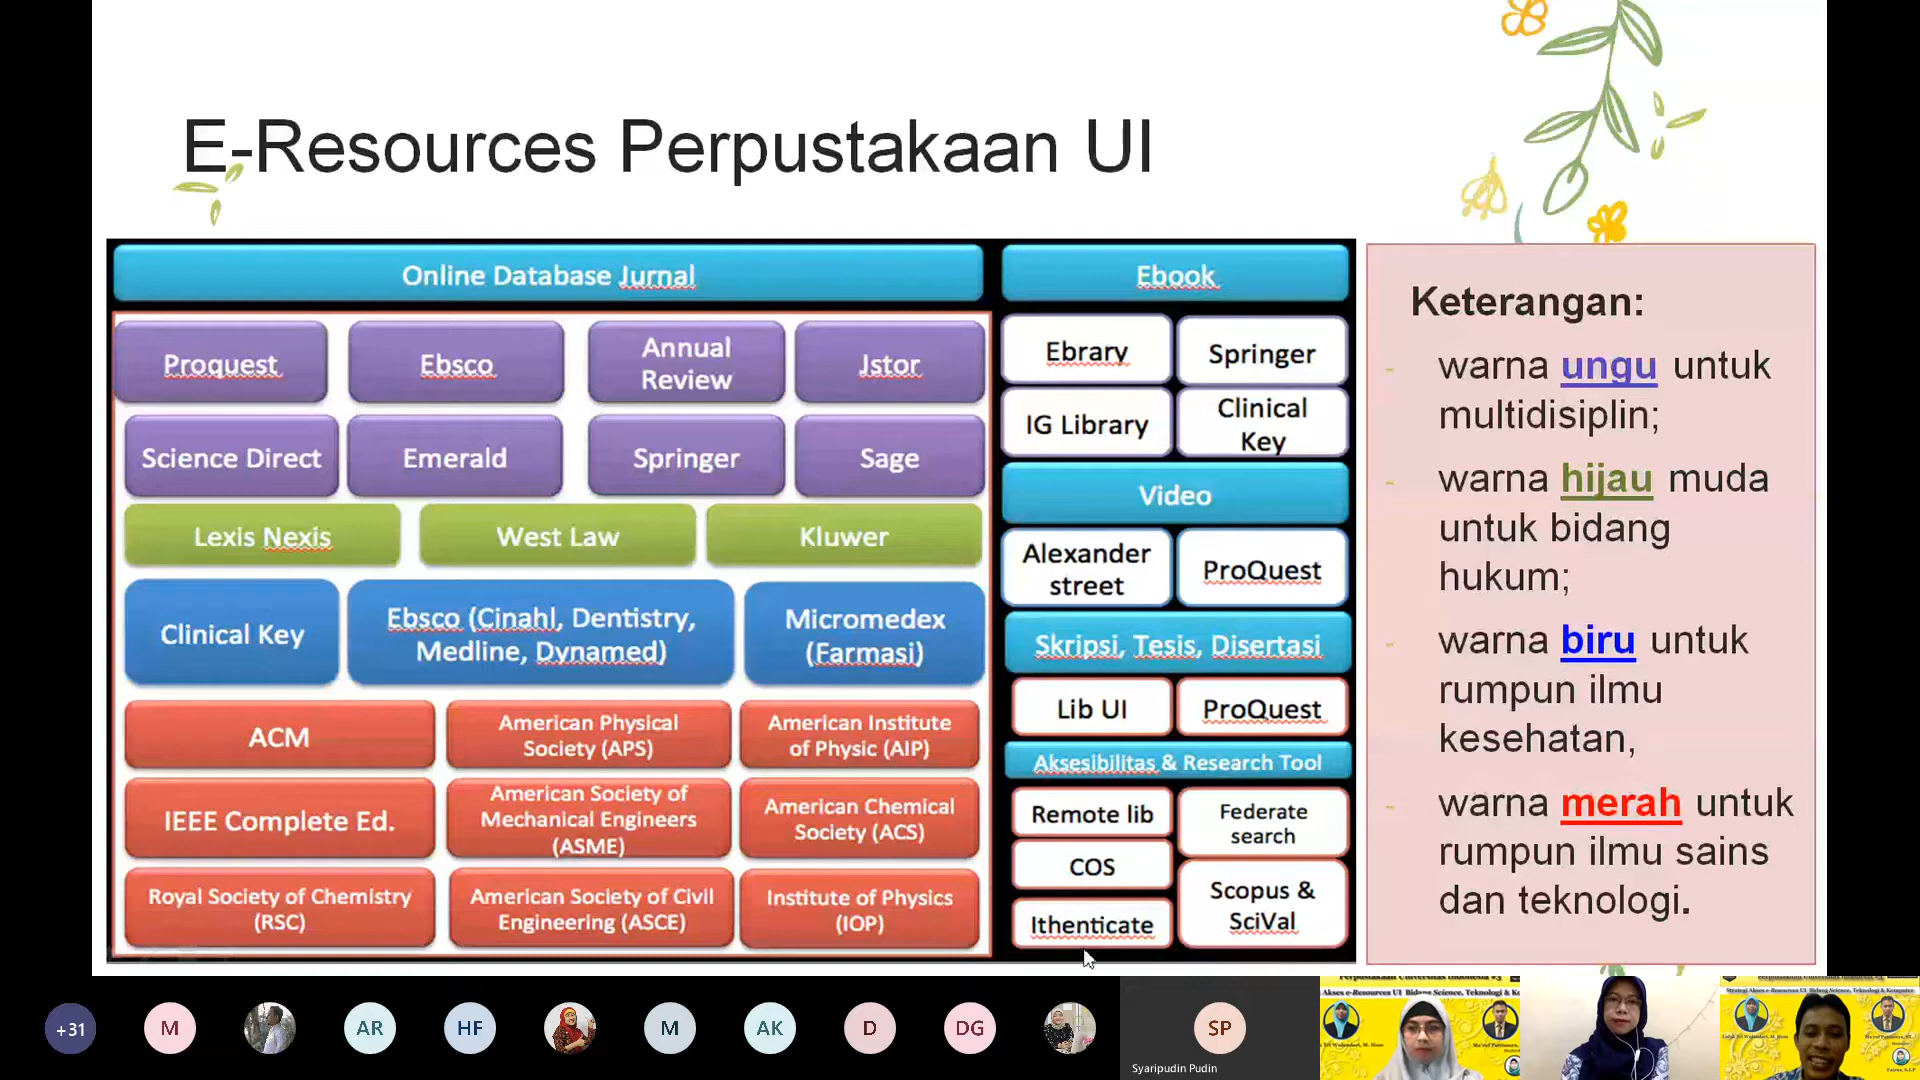 E-Resources Perpustakaan UI
Online Database Jurnal
Proquest
Ebsco
Annual
Review
Jstor
Science Direct
Emerald
Springer
Sage
Lexis Nexis
West Law
Kluwer
Clinical Key
Ebsco (Cinahl, Dentistry,
Medline, Dynamed)
Micromedex
(Farmasi)
ACM
American Physical
Society (APS)
American Institute
of Physic (AIP)
IEEE Complete Ed.
American Society of
Mechanical Engineers
(ASME)
American Chemical
Society (ACS)
Royal Society of Chemistry
(RSC)
American Society of Civil
Engineering (ASCE)
Institute of Physics
(IOP)
Ebook
Ebrary
Springer
IG Library
Clinical
Key
Video
Alexander
street
ProQuest
Skripsi, Tesis, Disertasi
Lib UI
ProQuest
Aksesibilitas & Research Tool
Remote lib
Federate
search
COS
Scopus &
SciVal
Ithenticate
Keterangan:
- warna ungu untuk
multidisiplin;
- warna hijau muda
untuk bidang
hukum;
- warna biru untuk
rumpun ilmu
kesehatan,
- warna merah untuk
rumpun ilmu sains
dan teknologi.
+31
M
AR
HF
M
AK
D
DG
SP
Syaripudin Pudin